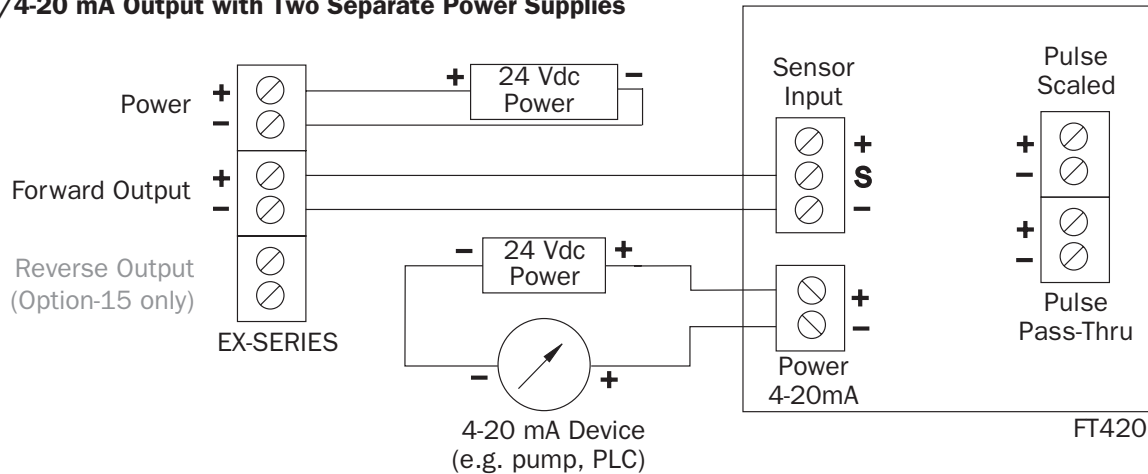 /4-20 mA Output with Two Separate Power Supplies
Power
+
−
+
24 Vdc
Power
−
Forward Output
+
−
Reverse Output
(Option-15 only)
EX-SERIES
Sensor
Input
+
S
−
Pulse
Scaled
+
−
+
−
Pulse
Pass-Thru
−
24 Vdc
Power
+
−
+
4-20 mA Device
(e.g. pump, PLC)
+
−
Power
4-20mA
FT420